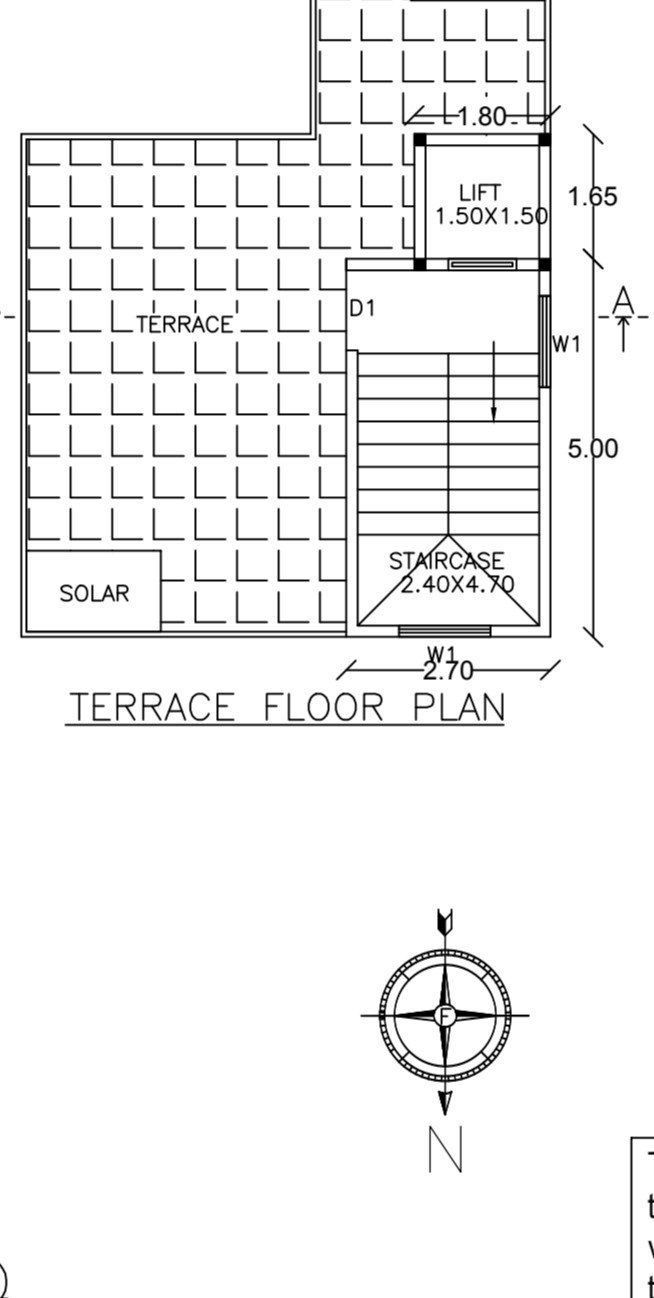 1.80
LIFT
1.50X1.50
1.65
D1
A
TERRACE
W1
5.00
STAIRCASE
2.40X4.70
SOLAR
W1
2.70
TERRACE FLOOR PLAN
F
N